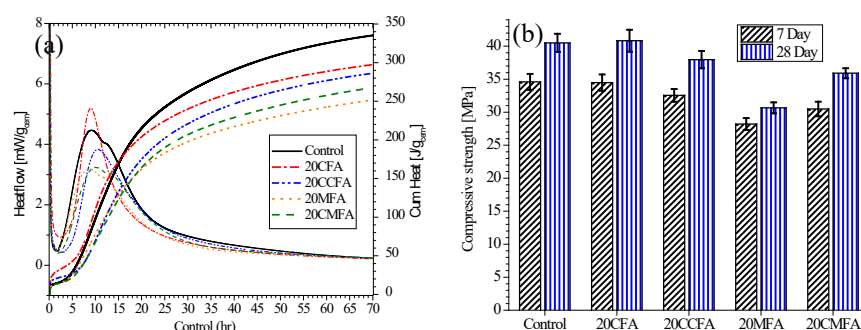 (a)
Heatflow [mW/gcem]
8
6
4
2
0
Control
20CFA
20CCFA
20MFA
20CMFA
350
300
250
200
150
100
50
0
Cum Heat [J/gcem]
0 5 10 15 20 25 30 35 40 45 50 55 60 65 70
Control (hr)
(b)
Compressive strength [MPa]
40
35
30
25
20
15
10
5
0
7 Day
28 Day
Control 20CFA 20CCFA 20MFA 20CMFA